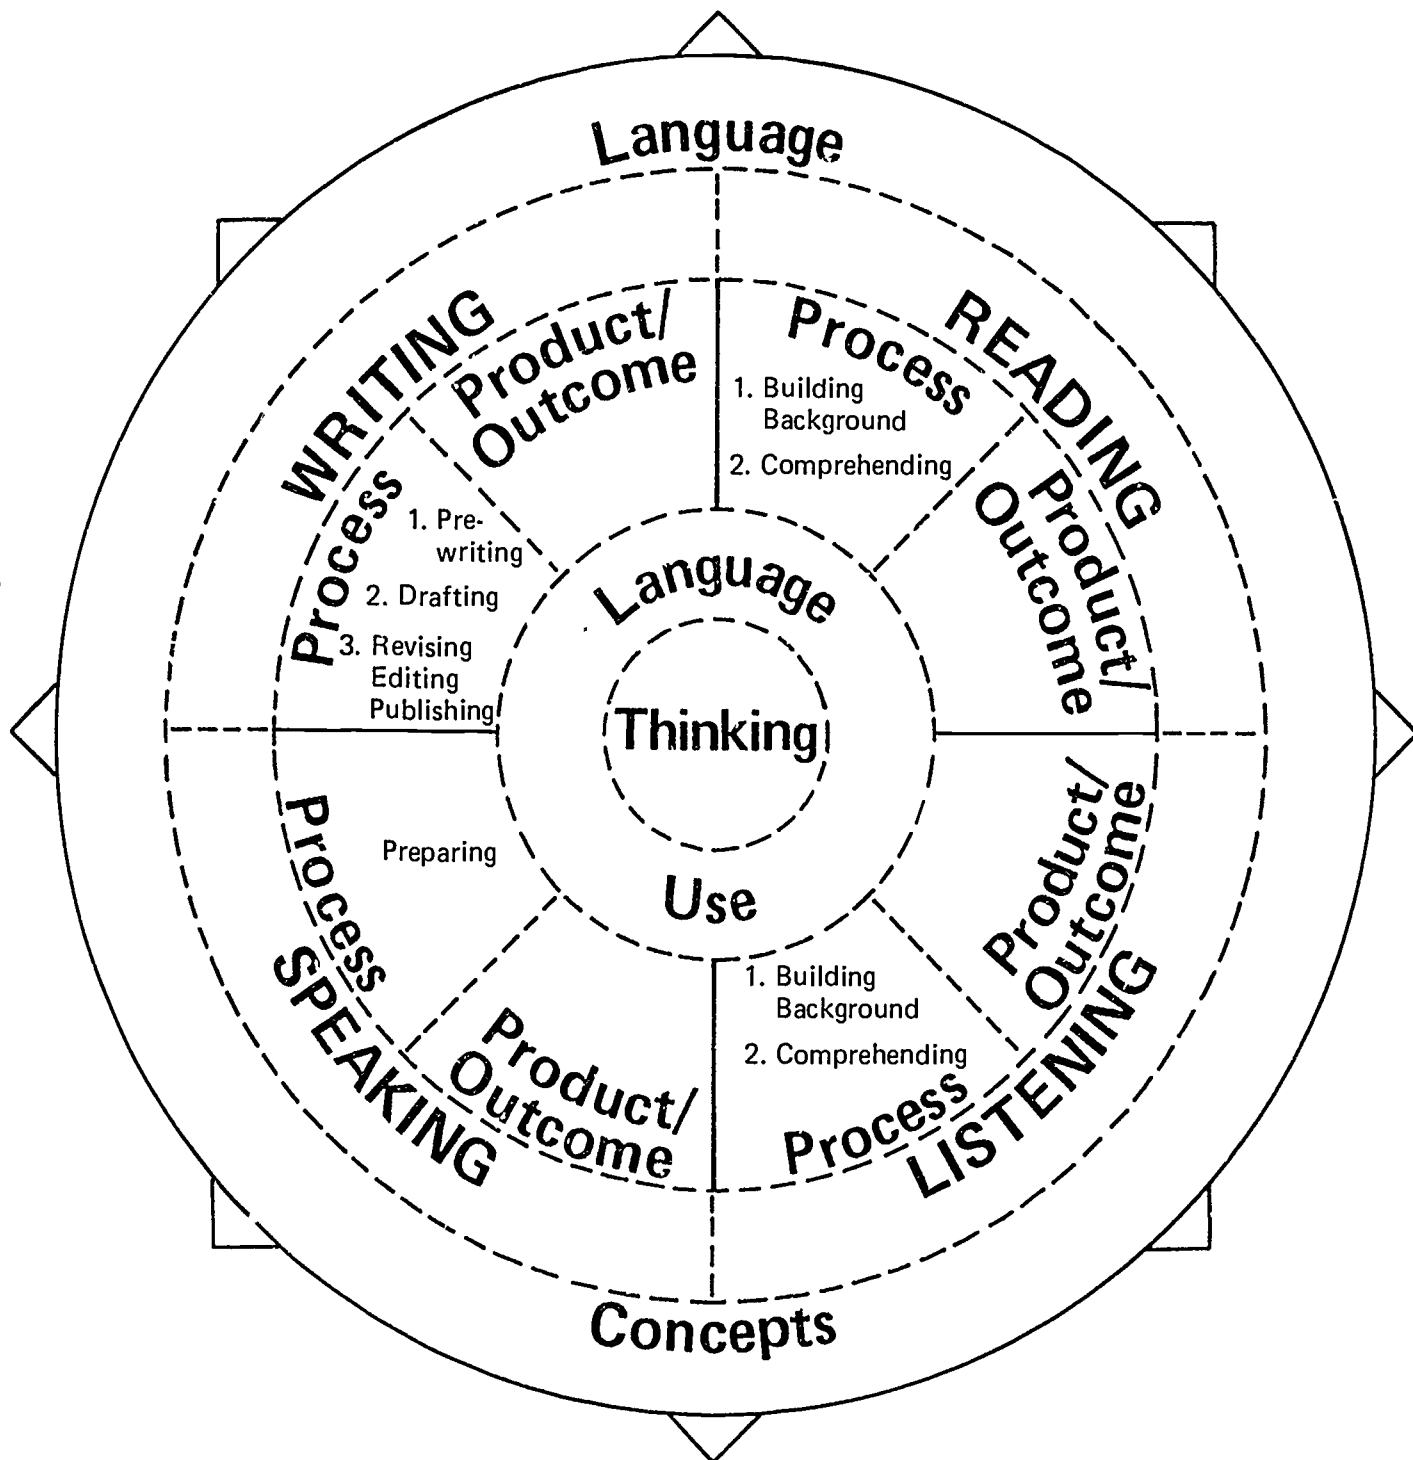 Language
WRITING
Product/
Outcome
Process
1. Pre-
writing
2. Drafting
3. Revising
Editing
Publishing
READING
Process
1. Building
Background
2. Comprehending
Product/
Outcome
Language
Thinking
Use
Process
Preparing
SPEAKING
Product/
Outcome
Product/
Outcome
LISTENING
1. Building
Background
2. Comprehending
Process
Concepts